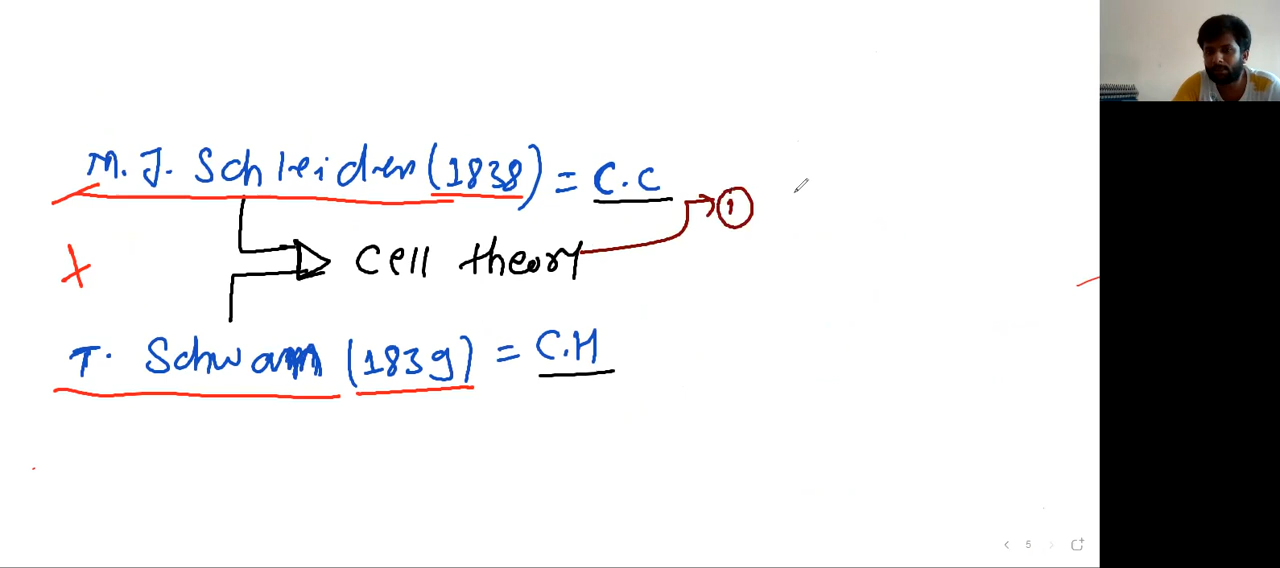 M. J. Schleiden (1838) = C.C
①
+
Cell theory
T. Schwann (1839) = C.H
5